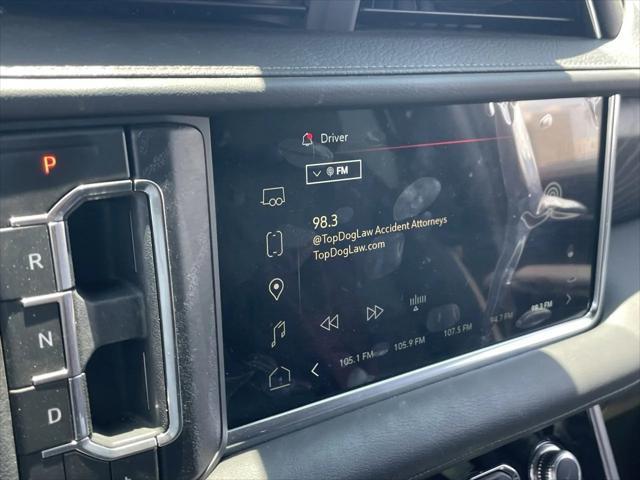 Driver
FM
P
98.3
@TopDogLaw Accident Attorneys
TopDogLaw.com
R
N
D
105.1 FM 105.9 FM 107.5 FM 94.7 FM 98.3 FM